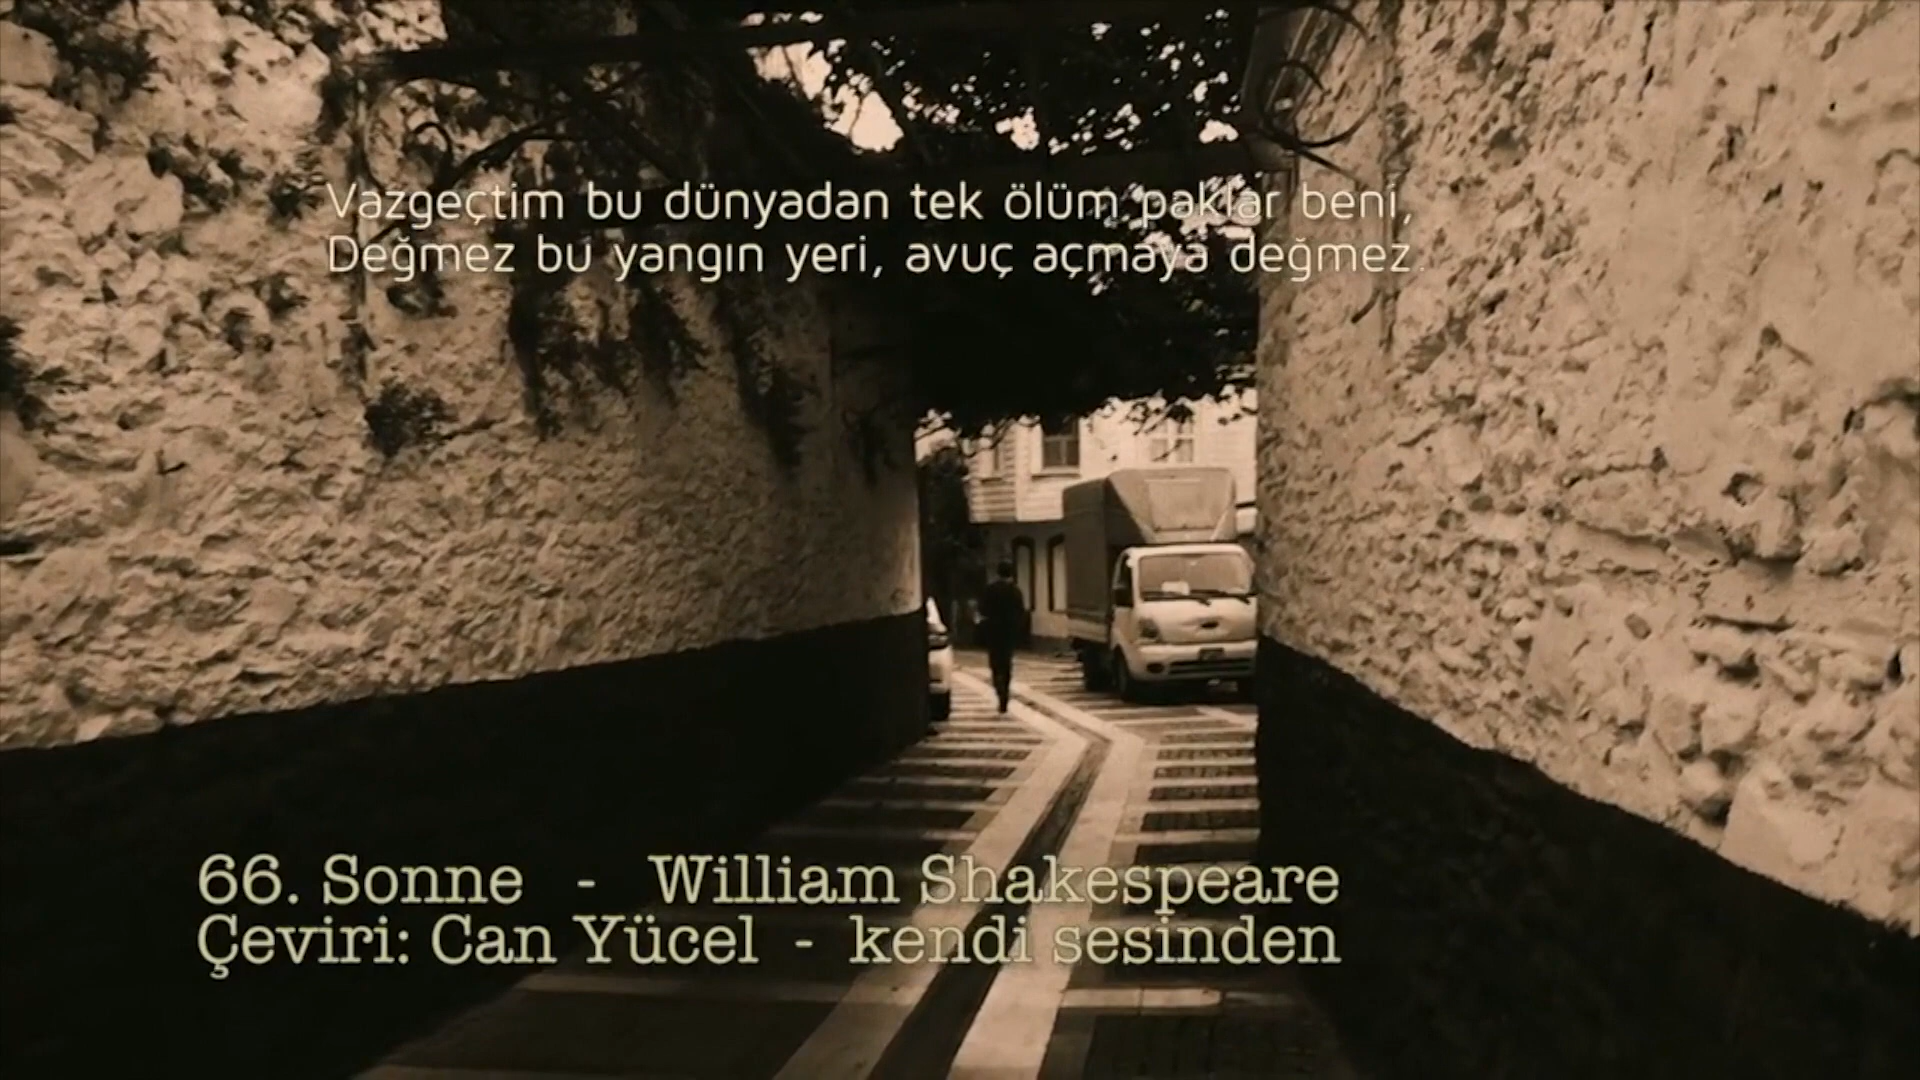 Vazgeçtim bu dünyadan tek ölüm paklar beni,
Değmez bu yangın yeri, avuç açmaya değmez.
66. Sonne - William Shakespeare
Çeviri: Can Yücel - kendi sesinden